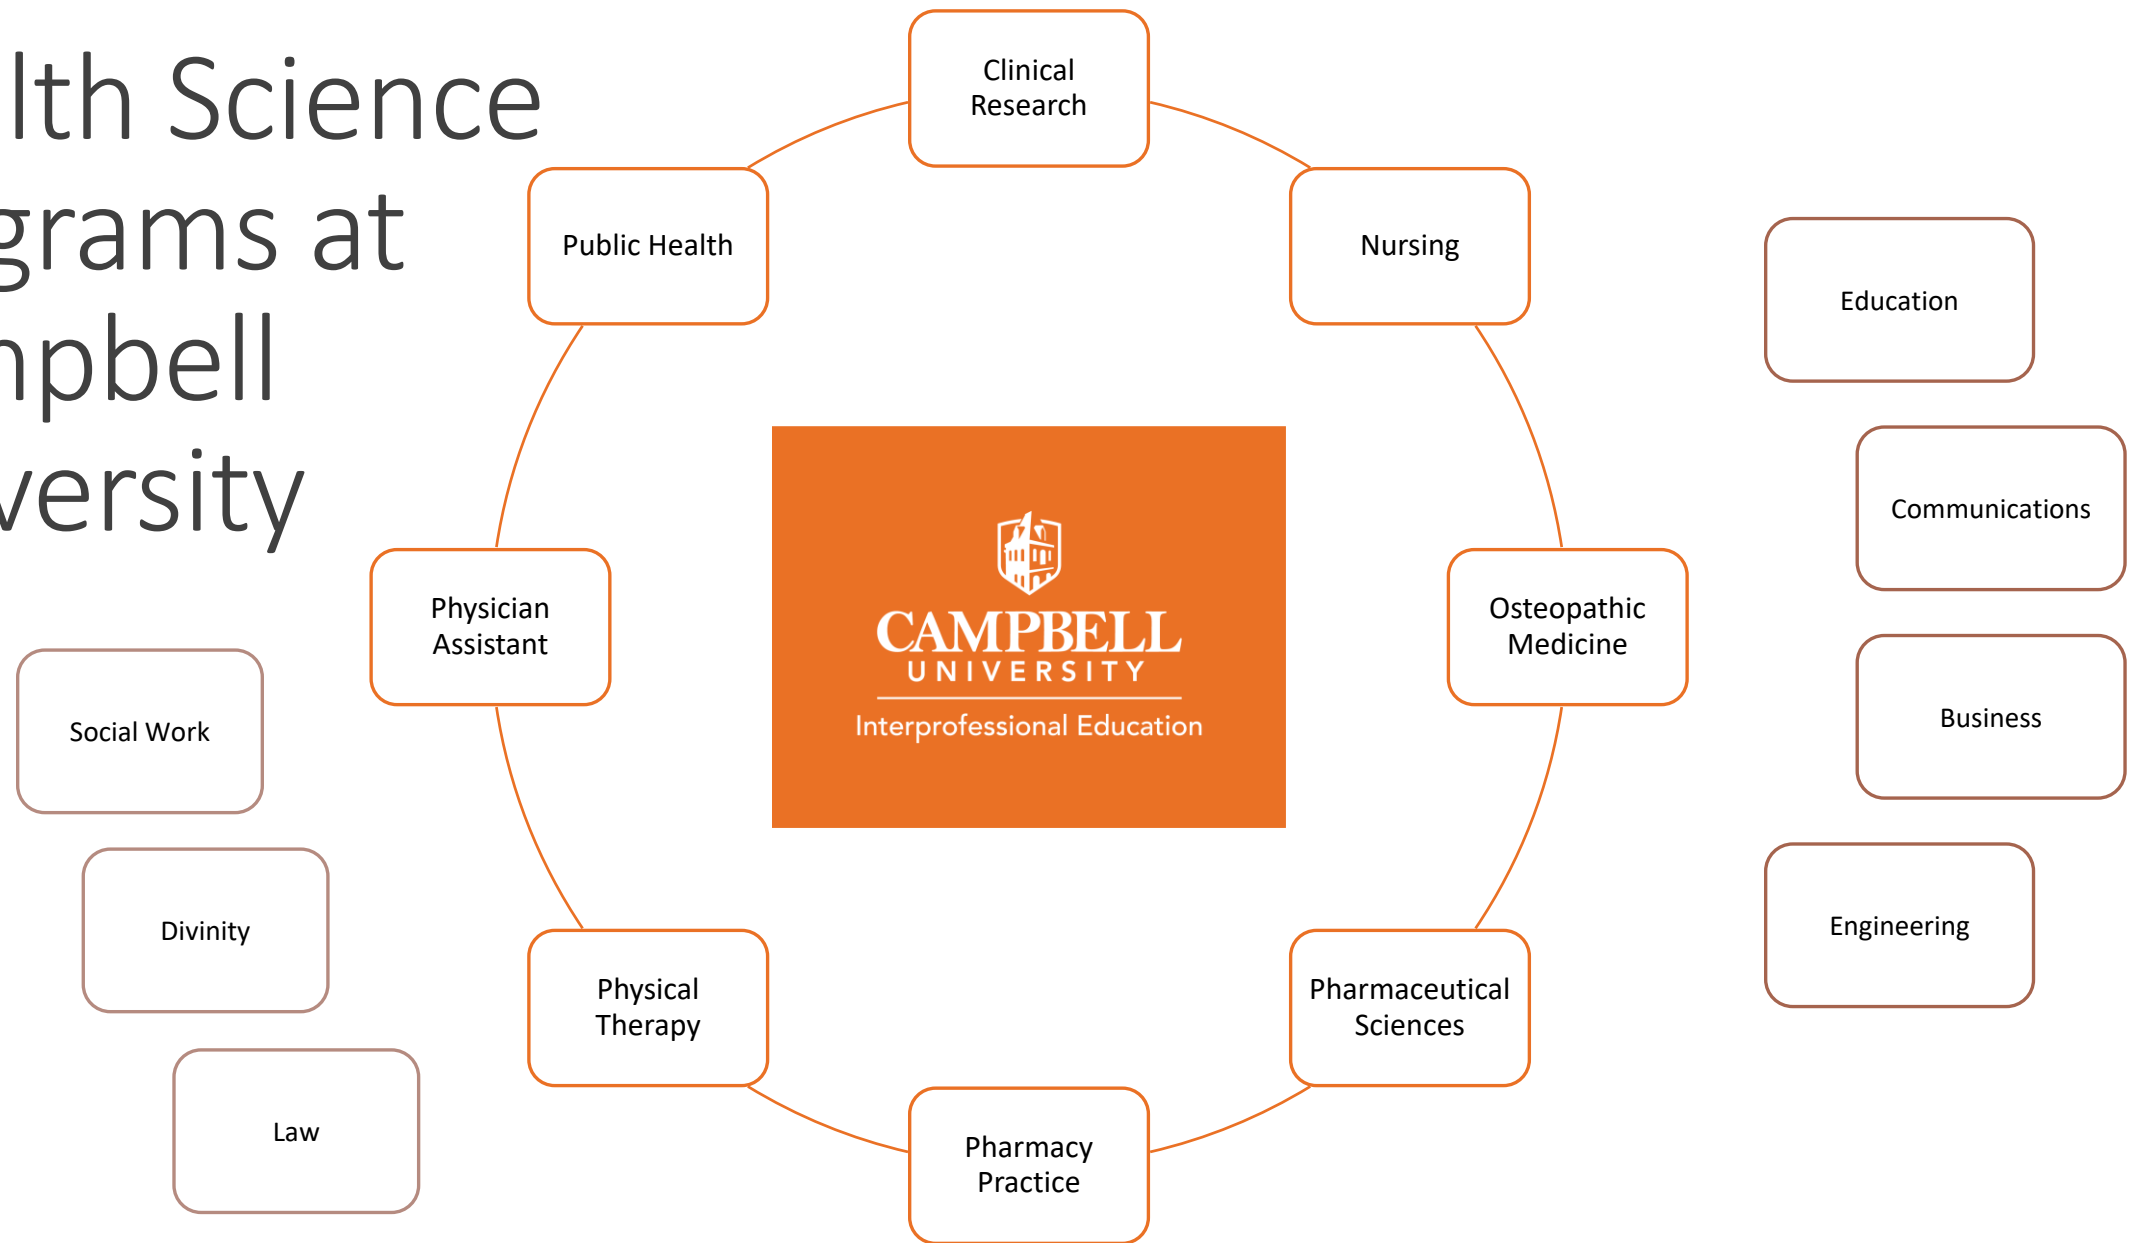 lth Science
grams at
mpbell
versity
Clinical
Research
Public Health
Nursing
Education
Communications
Physician
Assistant
CAMPBELL
UNIVERSITY
Interprofessional Education
Osteopathic
Medicine
Social Work
Business
Divinity
Engineering
Physical
Therapy
Pharmaceutical
Sciences
Law
Pharmacy
Practice